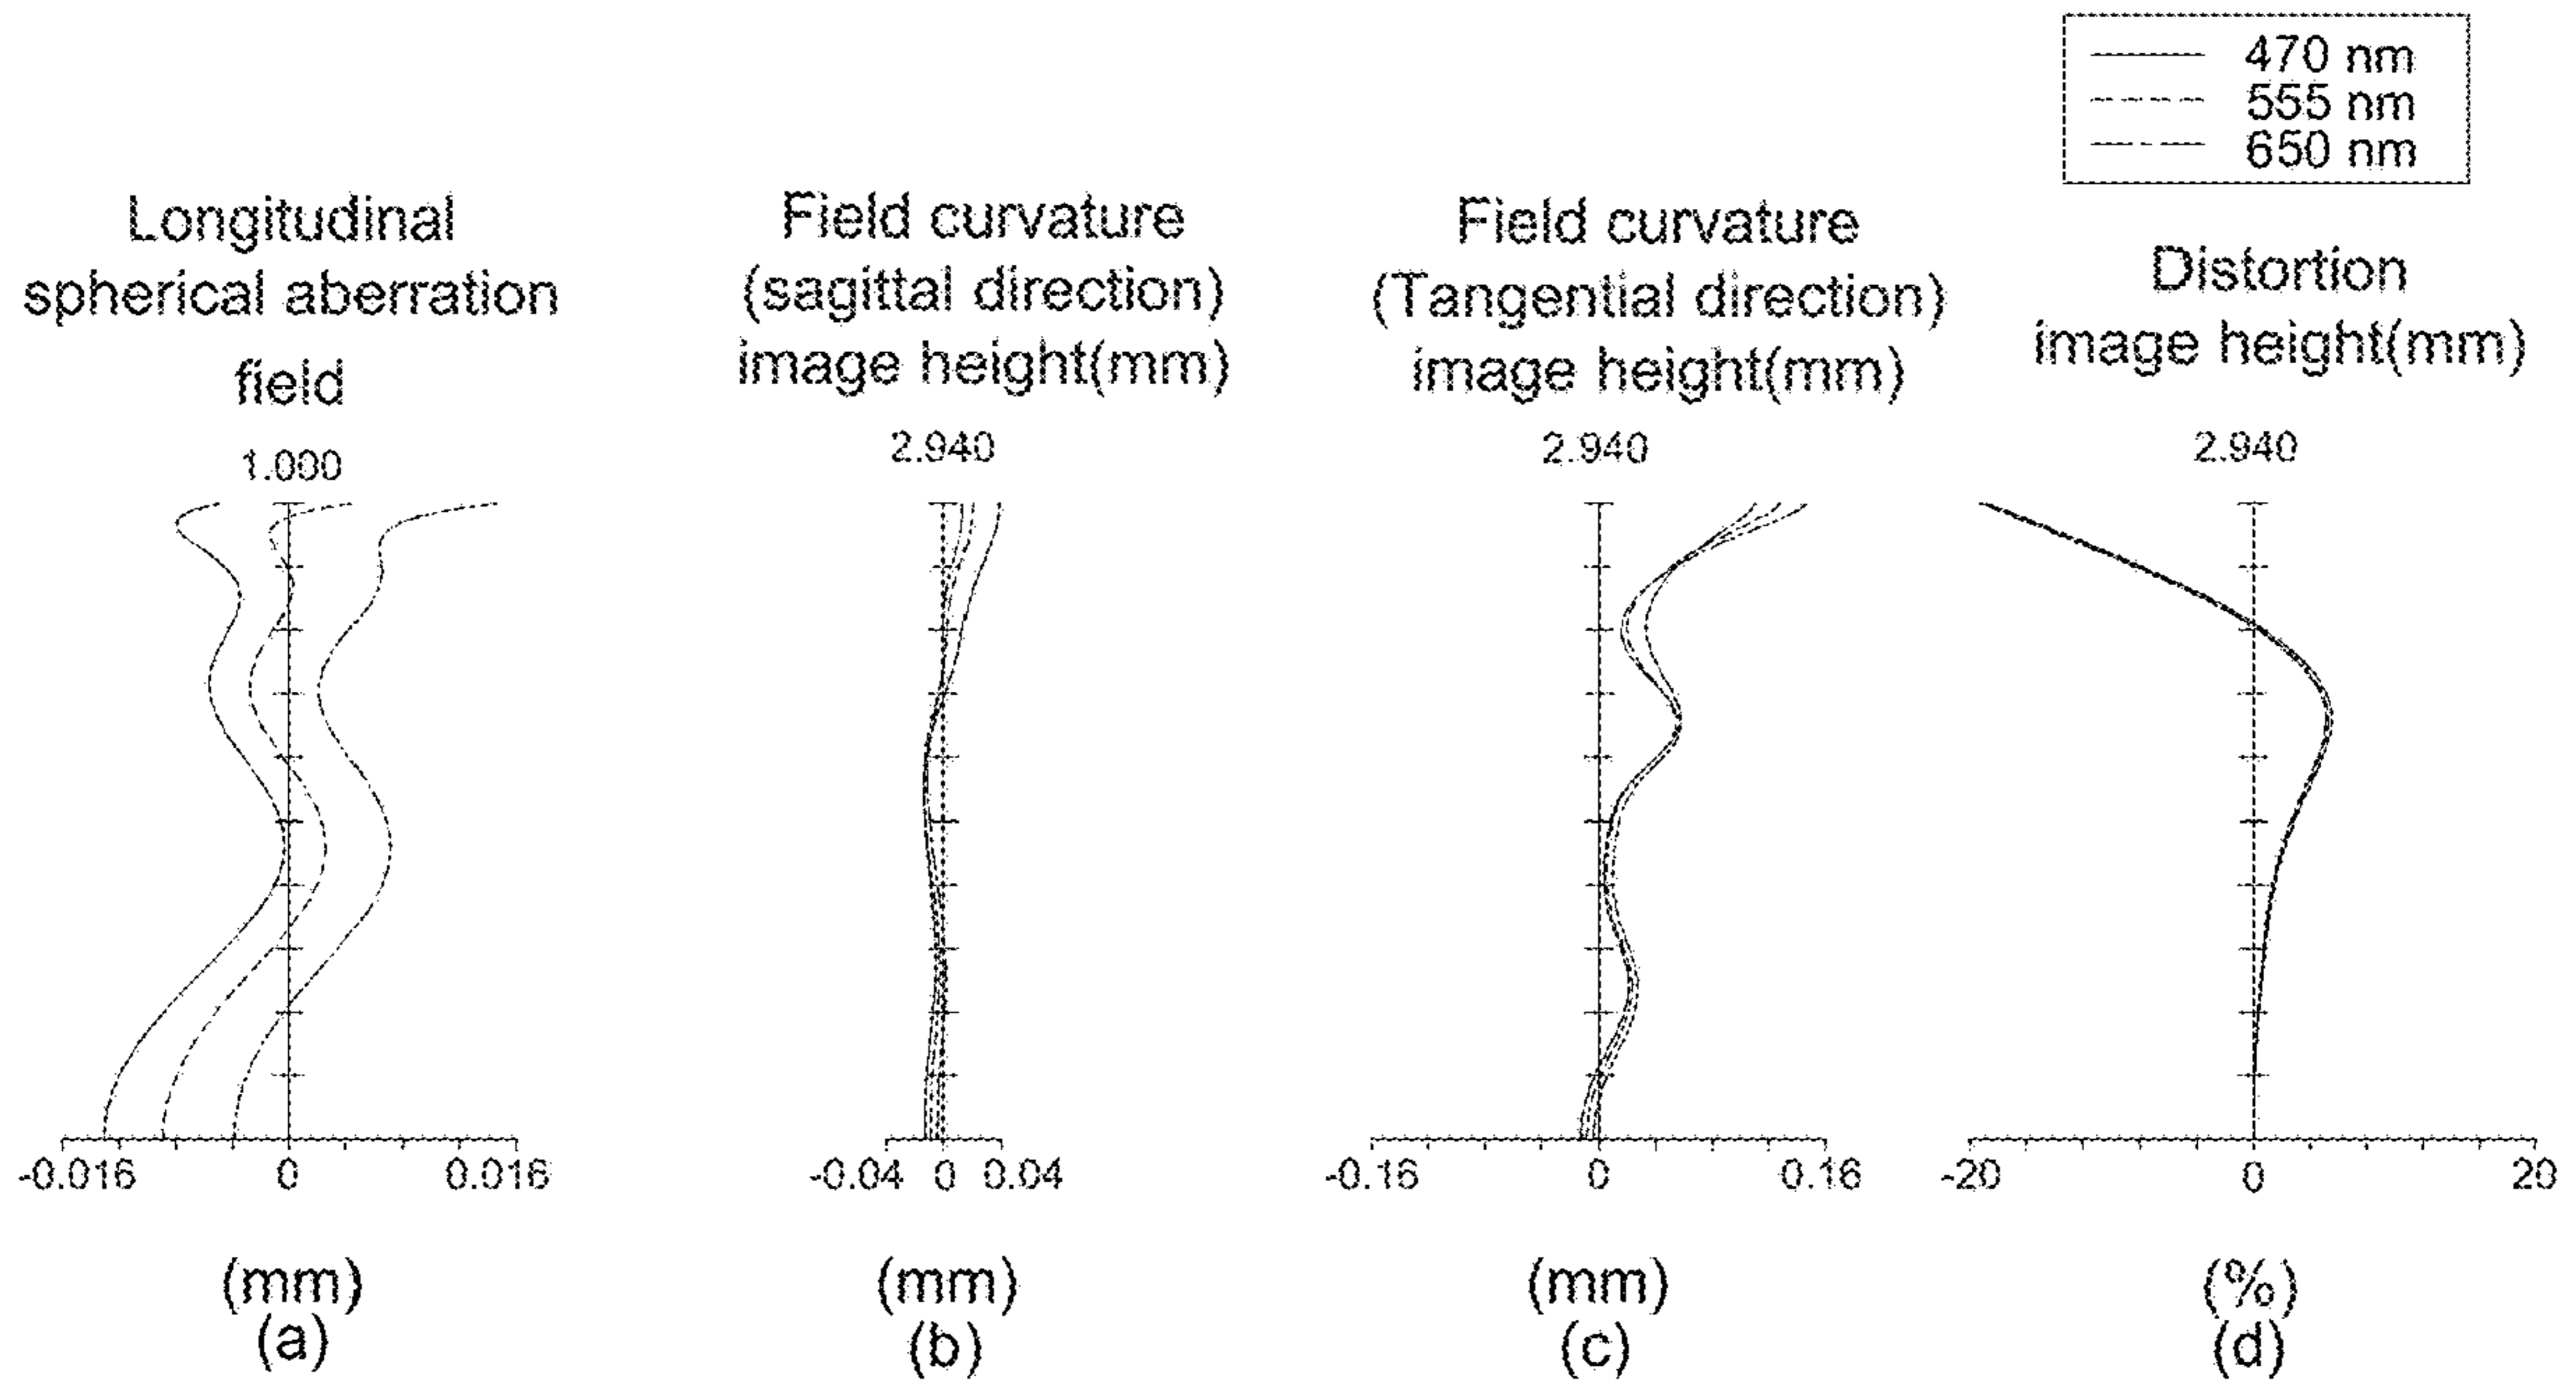 470 nm
555 nm
650 nm
Longitudinal
spherical aberration
field
1.000
-0.016 0 0.016
(mm)
(a)
Field curvature
(sagittal direction)
image height(mm)
2.940
-0.04 0 0.04
(mm)
(b)
Field curvature
(Tangential direction)
image height(mm)
2.940
-0.16 0 0.16
(mm)
(c)
Distortion
image height(mm)
2.940
-20 0 20
(%)
(d)